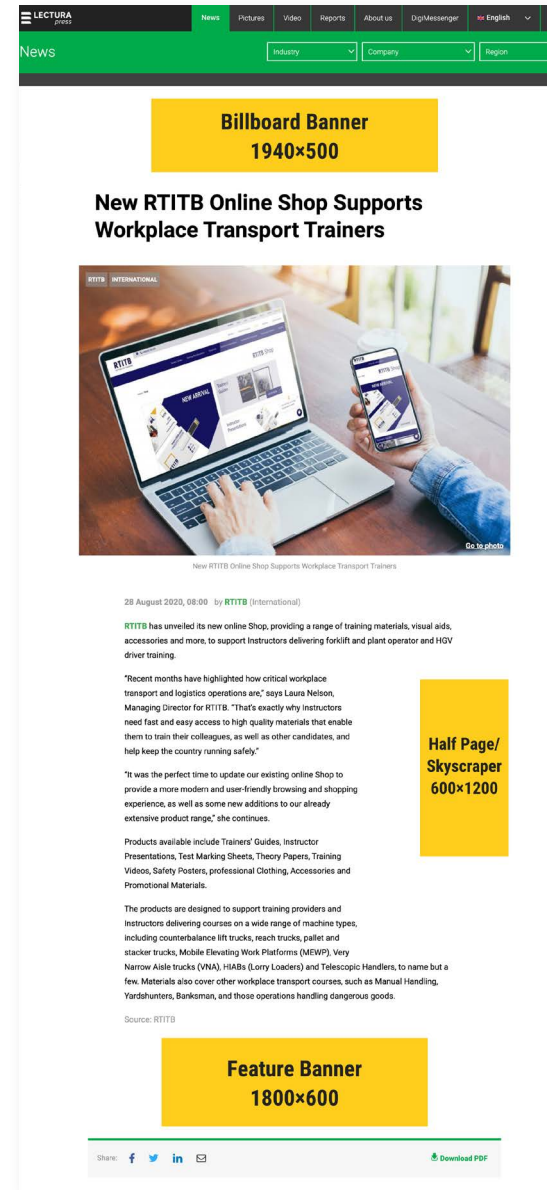 LECTURA
press
News
Pictures
Video
Reports
About us
DigiMessenger
English
News
Industry
Company
Region
Billboard Banner
1940×500
New RTITB Online Shop Supports
Workplace Transport Trainers
RTITB
INTERNATIONAL
RTITB
RTITB Shop
NEW ARRIVAL
RTITB
RTITB Shop
Go to photo
New RTITB Online Shop Supports Workplace Transport Trainers
28 August 2020, 08:00 by RTITB (International)
RTITB has unveiled its new online Shop, providing a range of training materials, visual aids,
accessories and more, to support Instructors delivering forklift and plant operator and HGV
driver training.
"Recent months have highlighted how critical workplace
transport and logistics operations are," says Laura Nelson,
Managing Director for RTITB. "That's exactly why Instructors
need fast and easy access to high quality materials that enable
them to train their colleagues, as well as other candidates, and
help keep the country running safely."
"It was the perfect time to update our existing online Shop to
provide a more modern and user-friendly browsing and shopping
experience, as well as some new additions to our already
extensive product range," she continues.
Products available include Trainers' Guides, Instructor
Presentations, Test Marking Sheets, Theory Papers, Training
Videos, Safety Posters, professional Clothing, Accessories and
Promotional Materials.
The products are designed to support training providers and
Instructors delivering courses on a wide range of machine types,
including counterbalance lift trucks, reach trucks, pallet and
stacker trucks, Mobile Elevating Work Platforms (MEWP), Very
Narrow Aisle trucks (VNA), HIABs (Lorry Loaders) and Telescopic Handlers, to name but a
few. Materials also cover other workplace transport courses, such as Manual Handling,
Yardshunters, Banksman, and those operations handling dangerous goods.
Half Page/
Skyscraper
600×1200
Source: RTITB
Feature Banner
1800×600
Share:
Download PDF